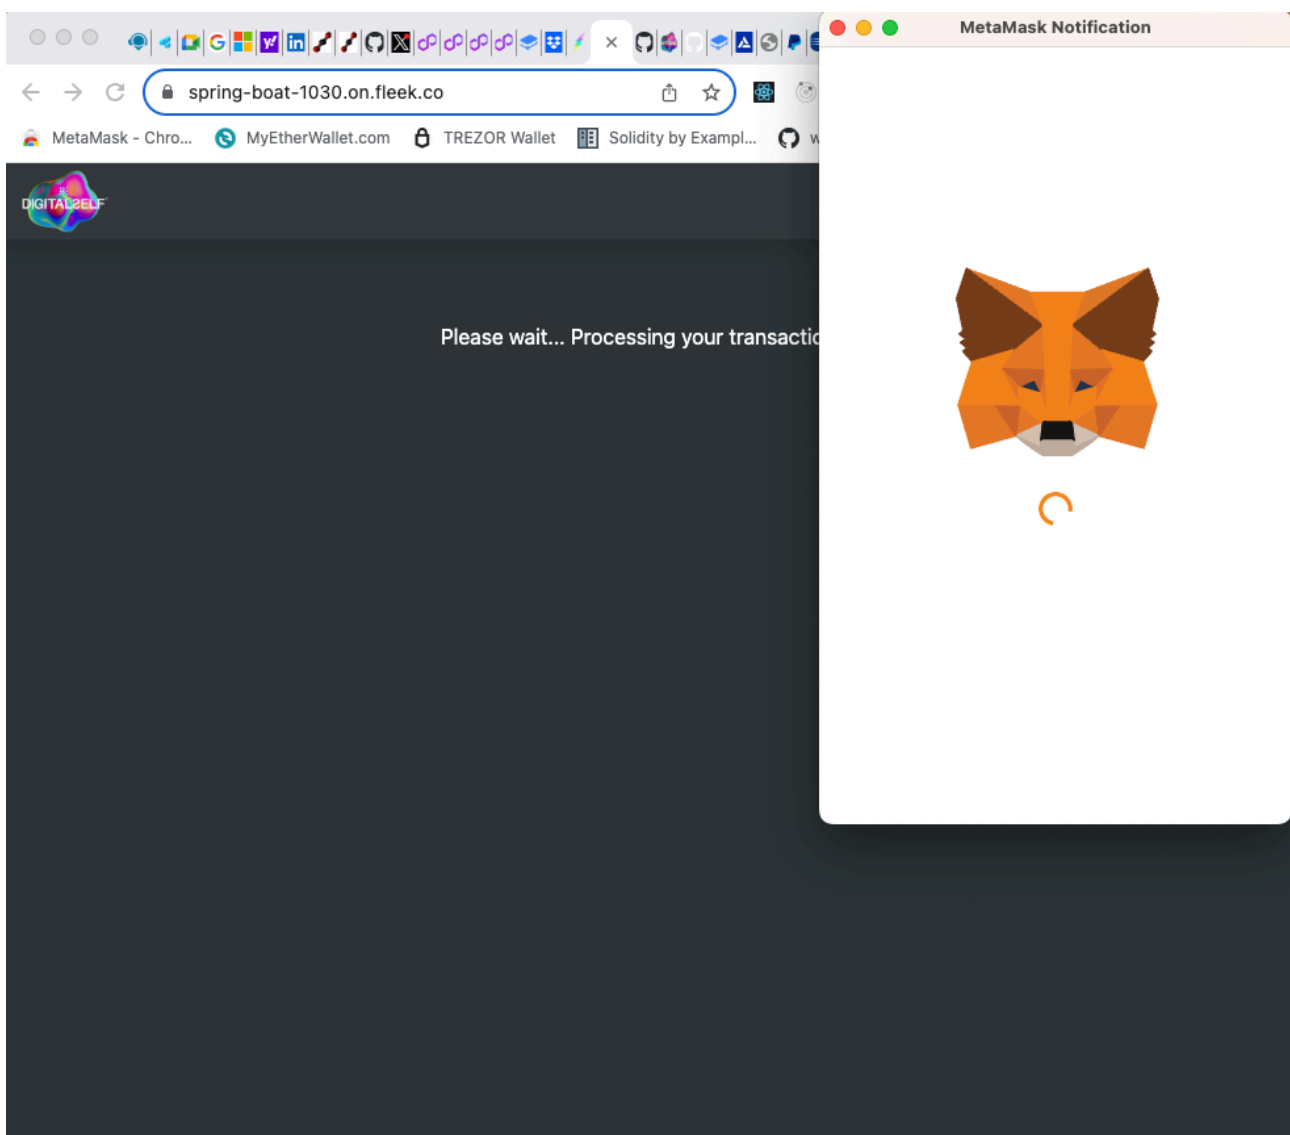 MetaMask Notification
spring-boat-1030.on.fleek.co
MetaMask - Chro...
MyEtherWallet.com
TREZOR Wallet
Solidity by Exampl...
w
DIGITALSELF
Please wait... Processing your transactio